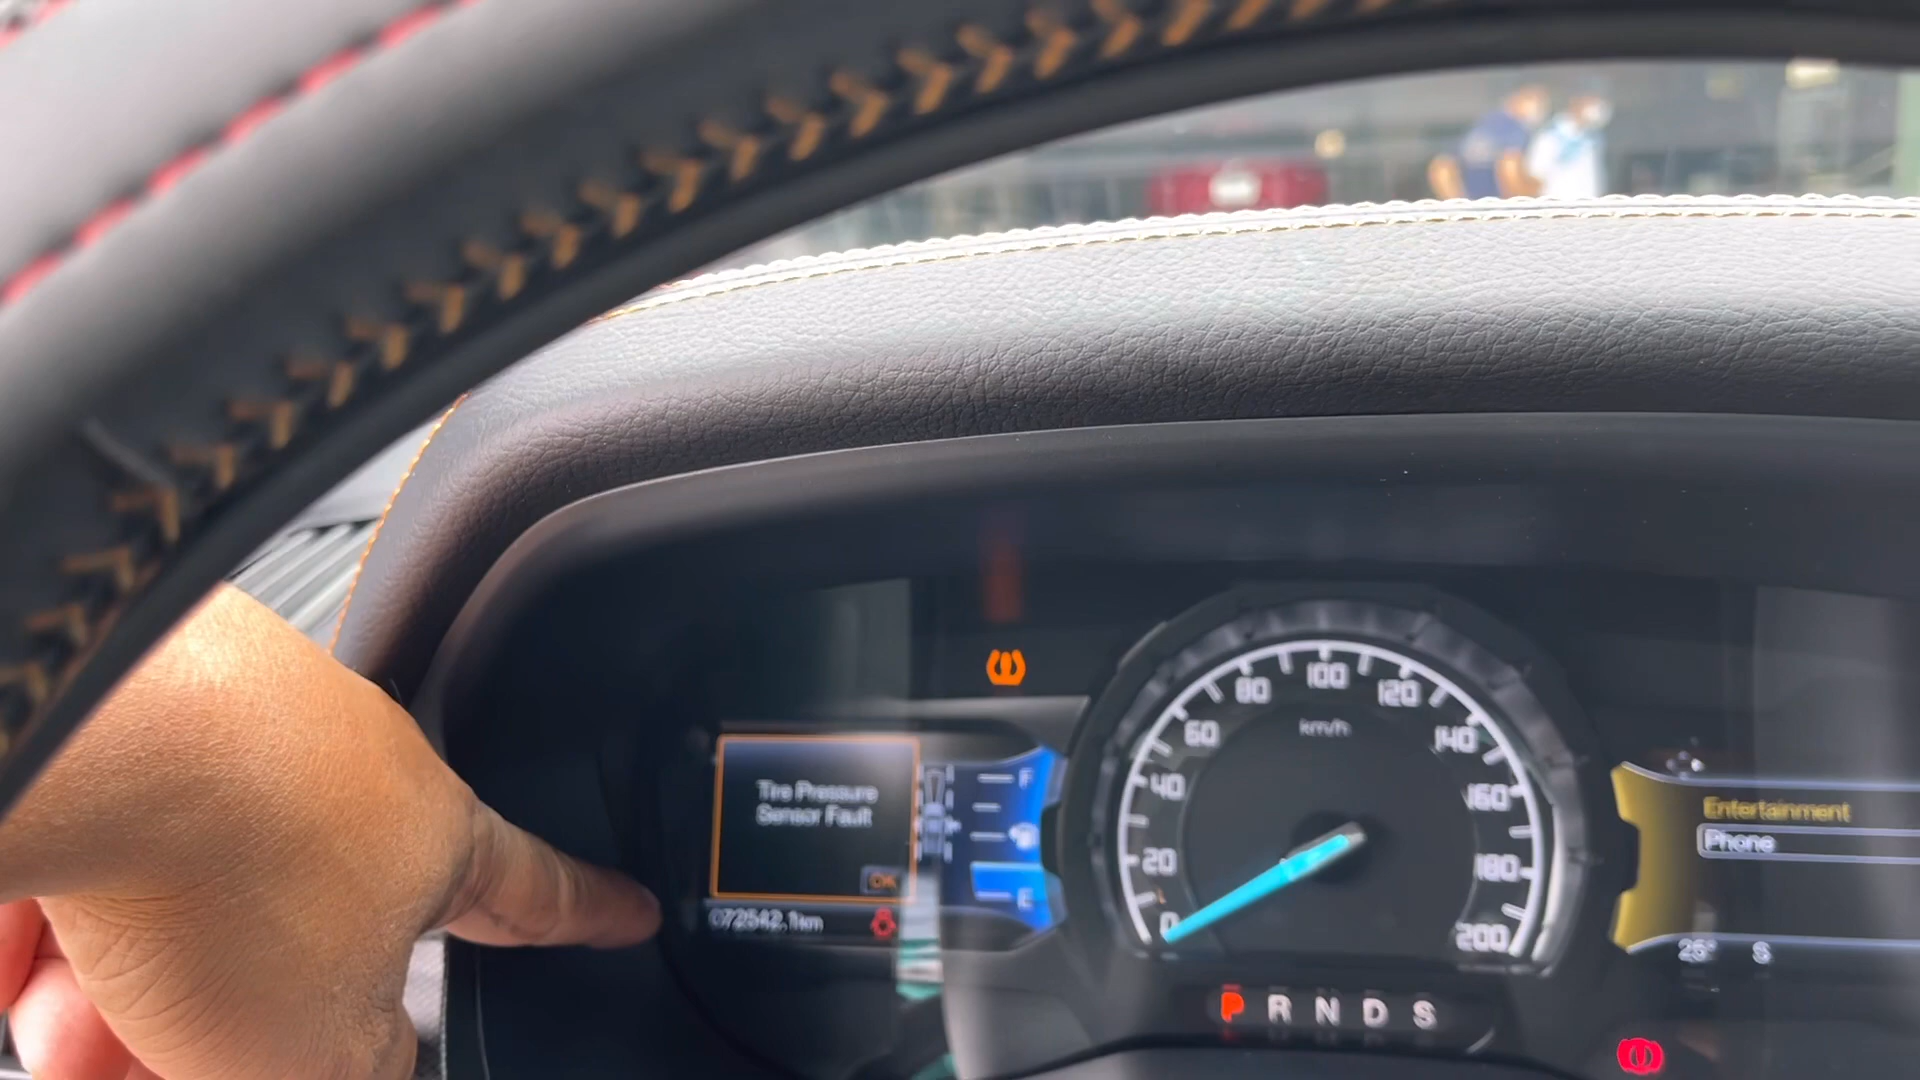 Tire Pressure
Sensor Fault
OK
072542.1km
F
E
0
20
40
60
80
100
120
140
160
180
200
km/h
P R N D S
Entertainment
Phone
25° S